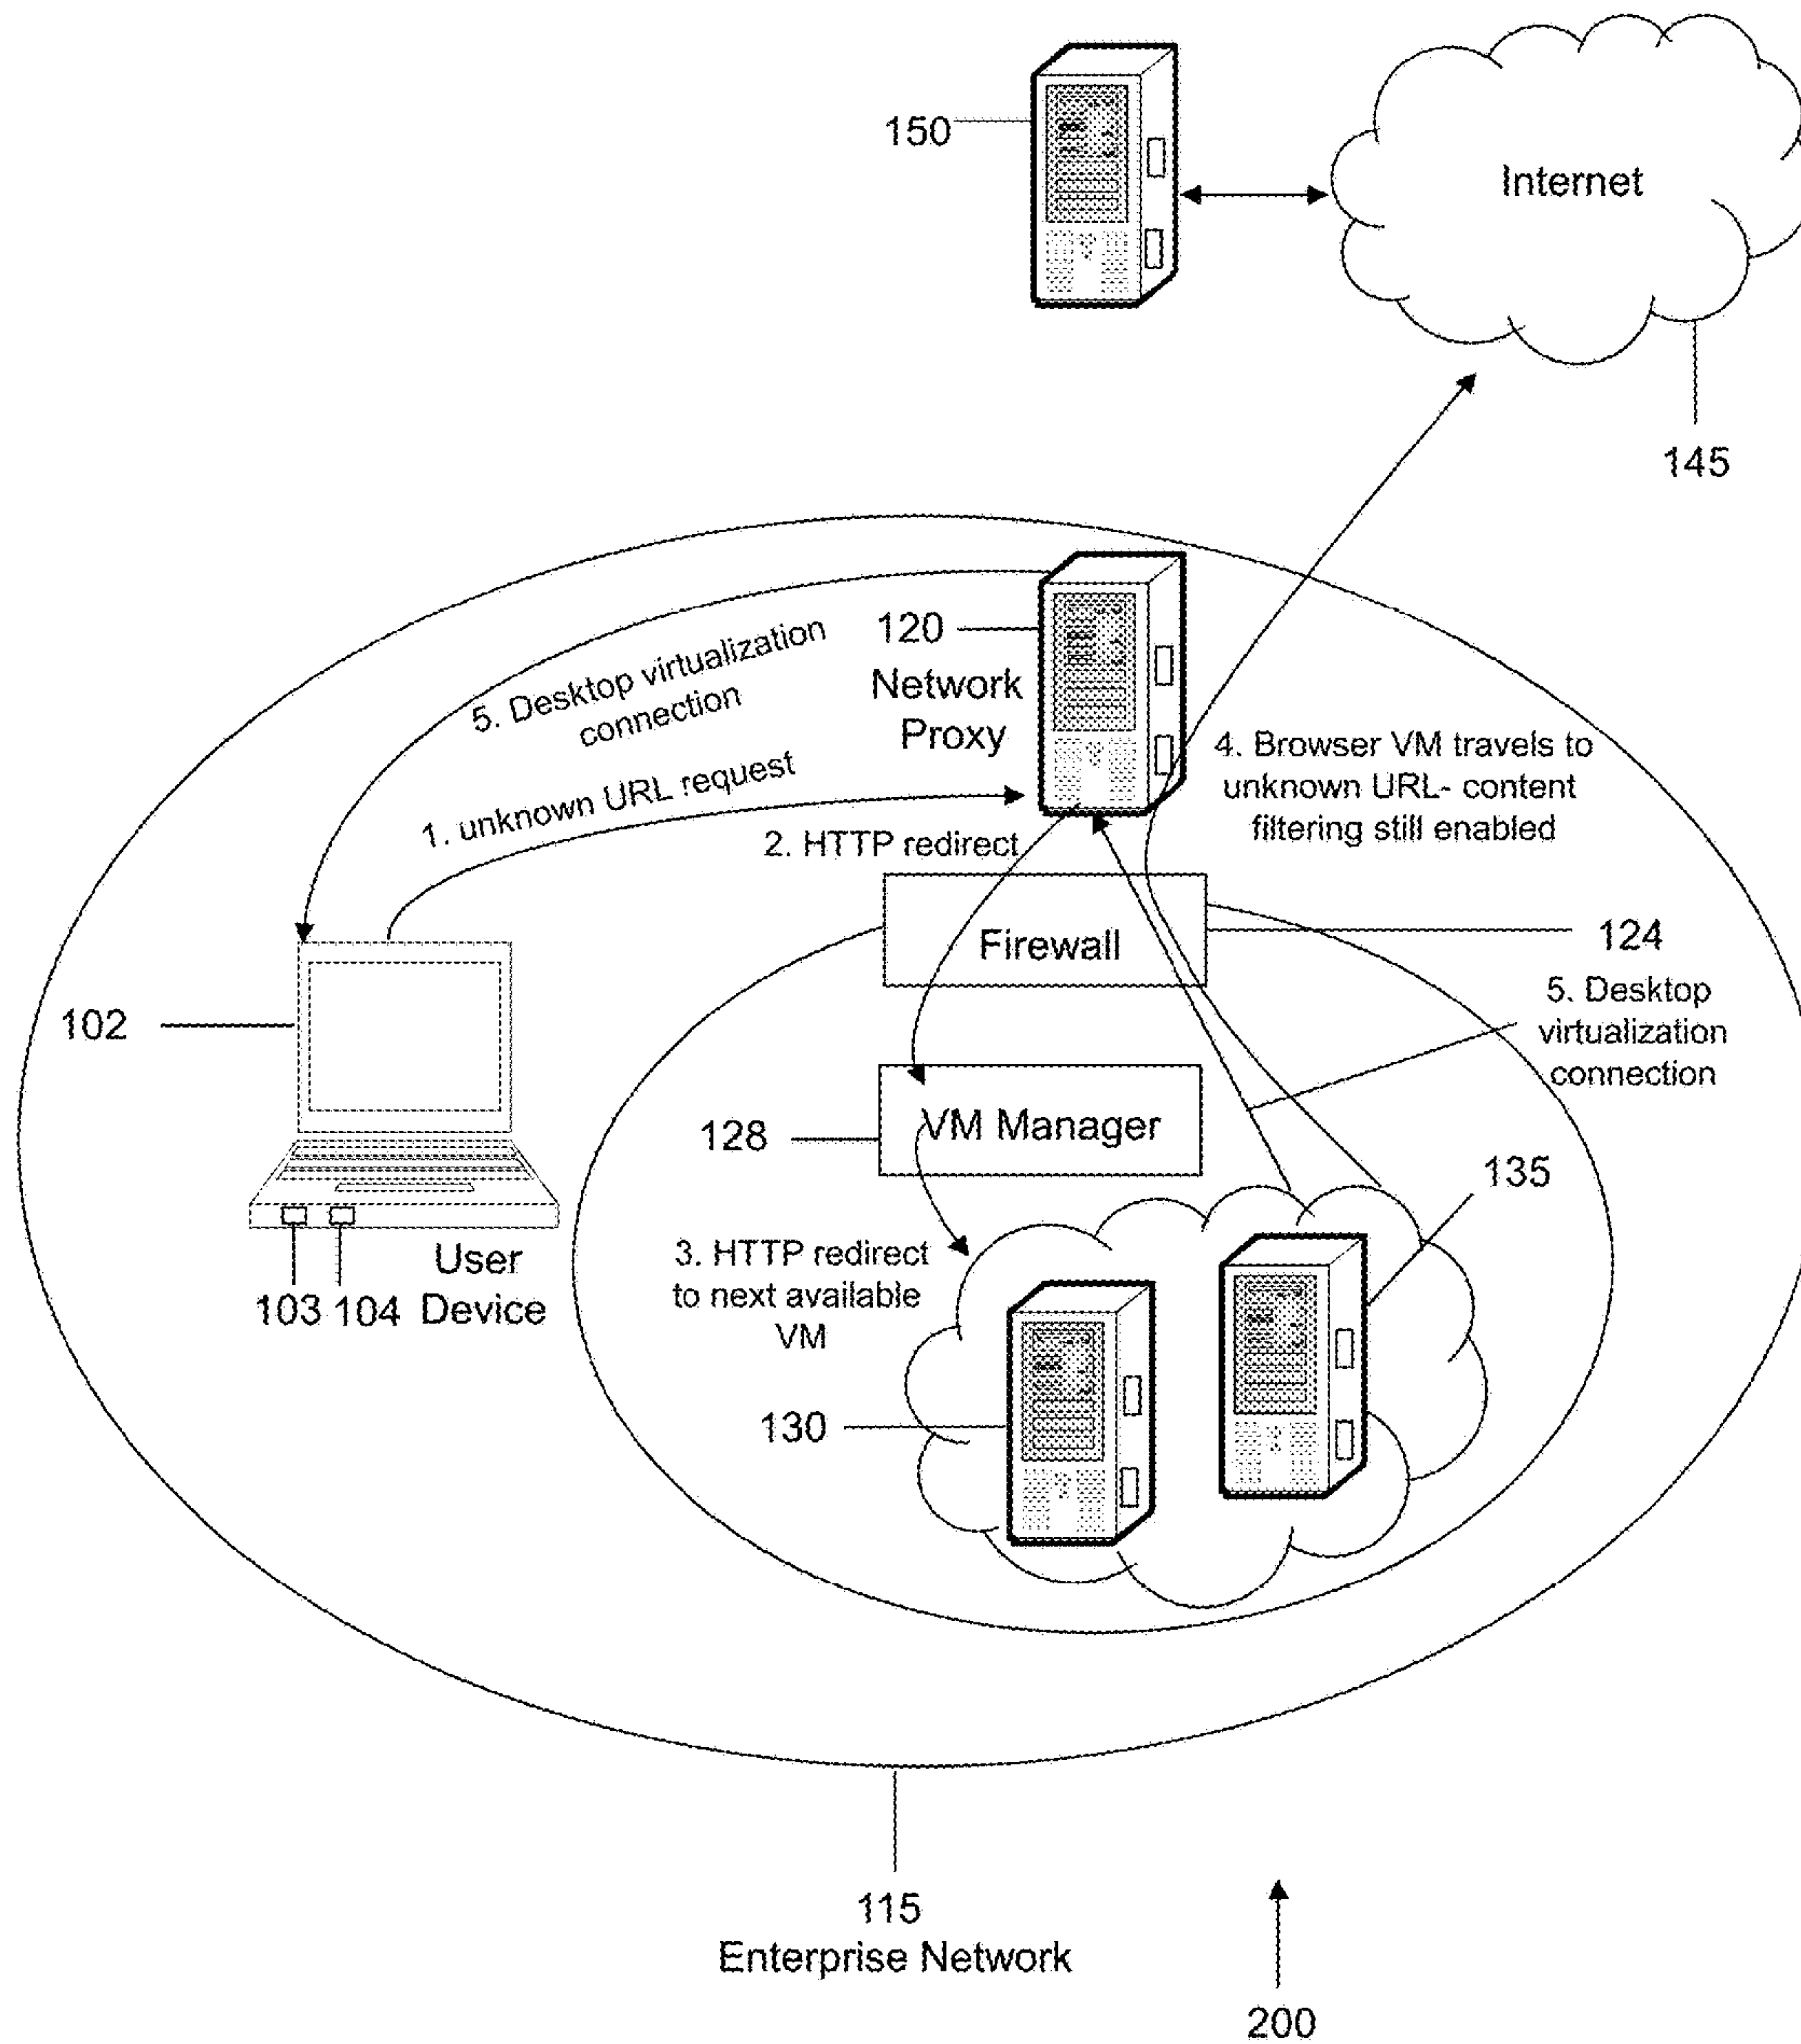 150
Internet
145
120
Network
Proxy
5. Desktop virtualization
connection
1. unknown URL request
2. HTTP redirect
4. Browser VM travels to
unknown URL- content
filtering still enabled
Firewall
124
5. Desktop
virtualization
connection
102
128
VM Manager
135
User
Device
103
104
3. HTTP redirect
to next available
VM
130
115
Enterprise Network
200